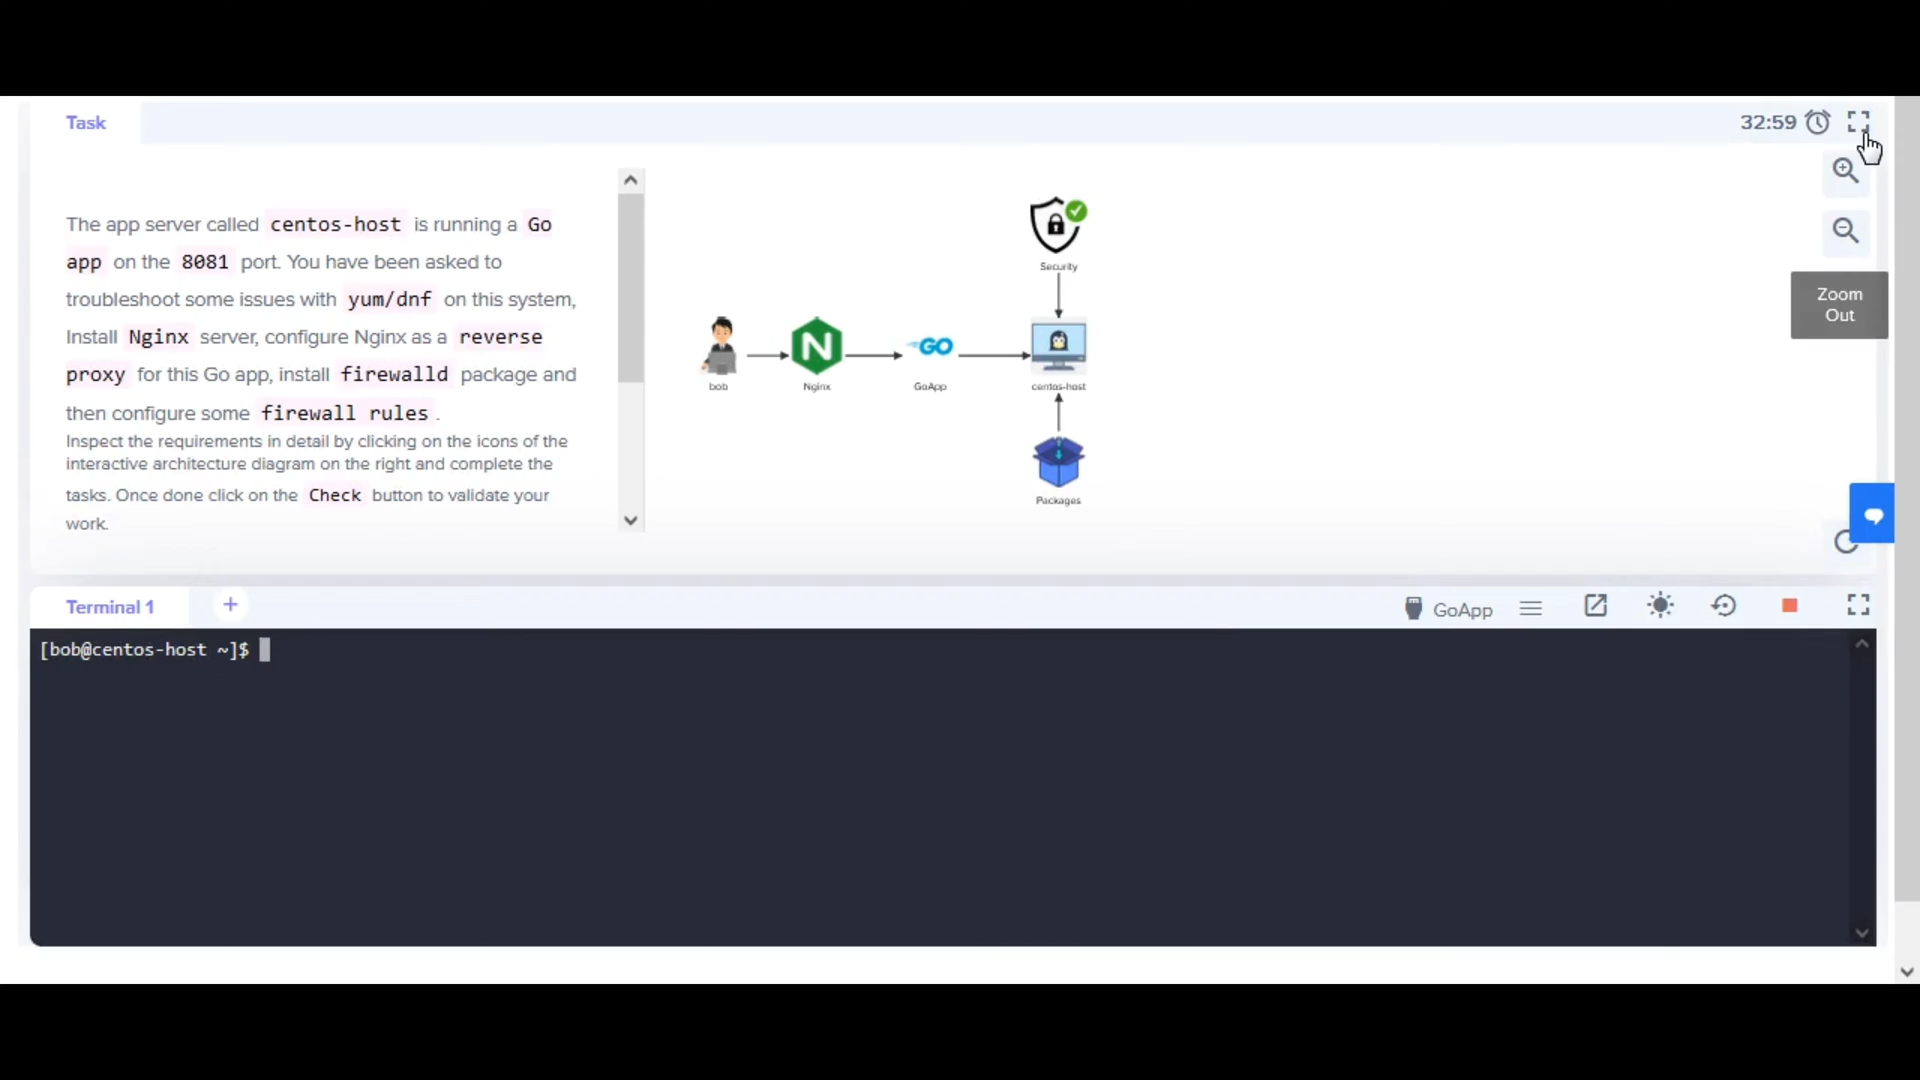 Task
32:59
The app server called centos-host is running a Go
app on the 8081 port. You have been asked to
troubleshoot some issues with yum/dnf on this system,
Install Nginx server, configure Nginx as a reverse
proxy for this Go app, install firewalld package and
then configure some firewall rules .
Inspect the requirements in detail by clicking on the icons of the
interactive architecture diagram on the right and complete the
tasks. Once done click on the Check button to validate your
work.
Security
bob
N
Nginx
GO
GoApp
centos-host
Packages
Zoom
Out
Terminal 1
+
GoApp
[bob@centos-host ~]$